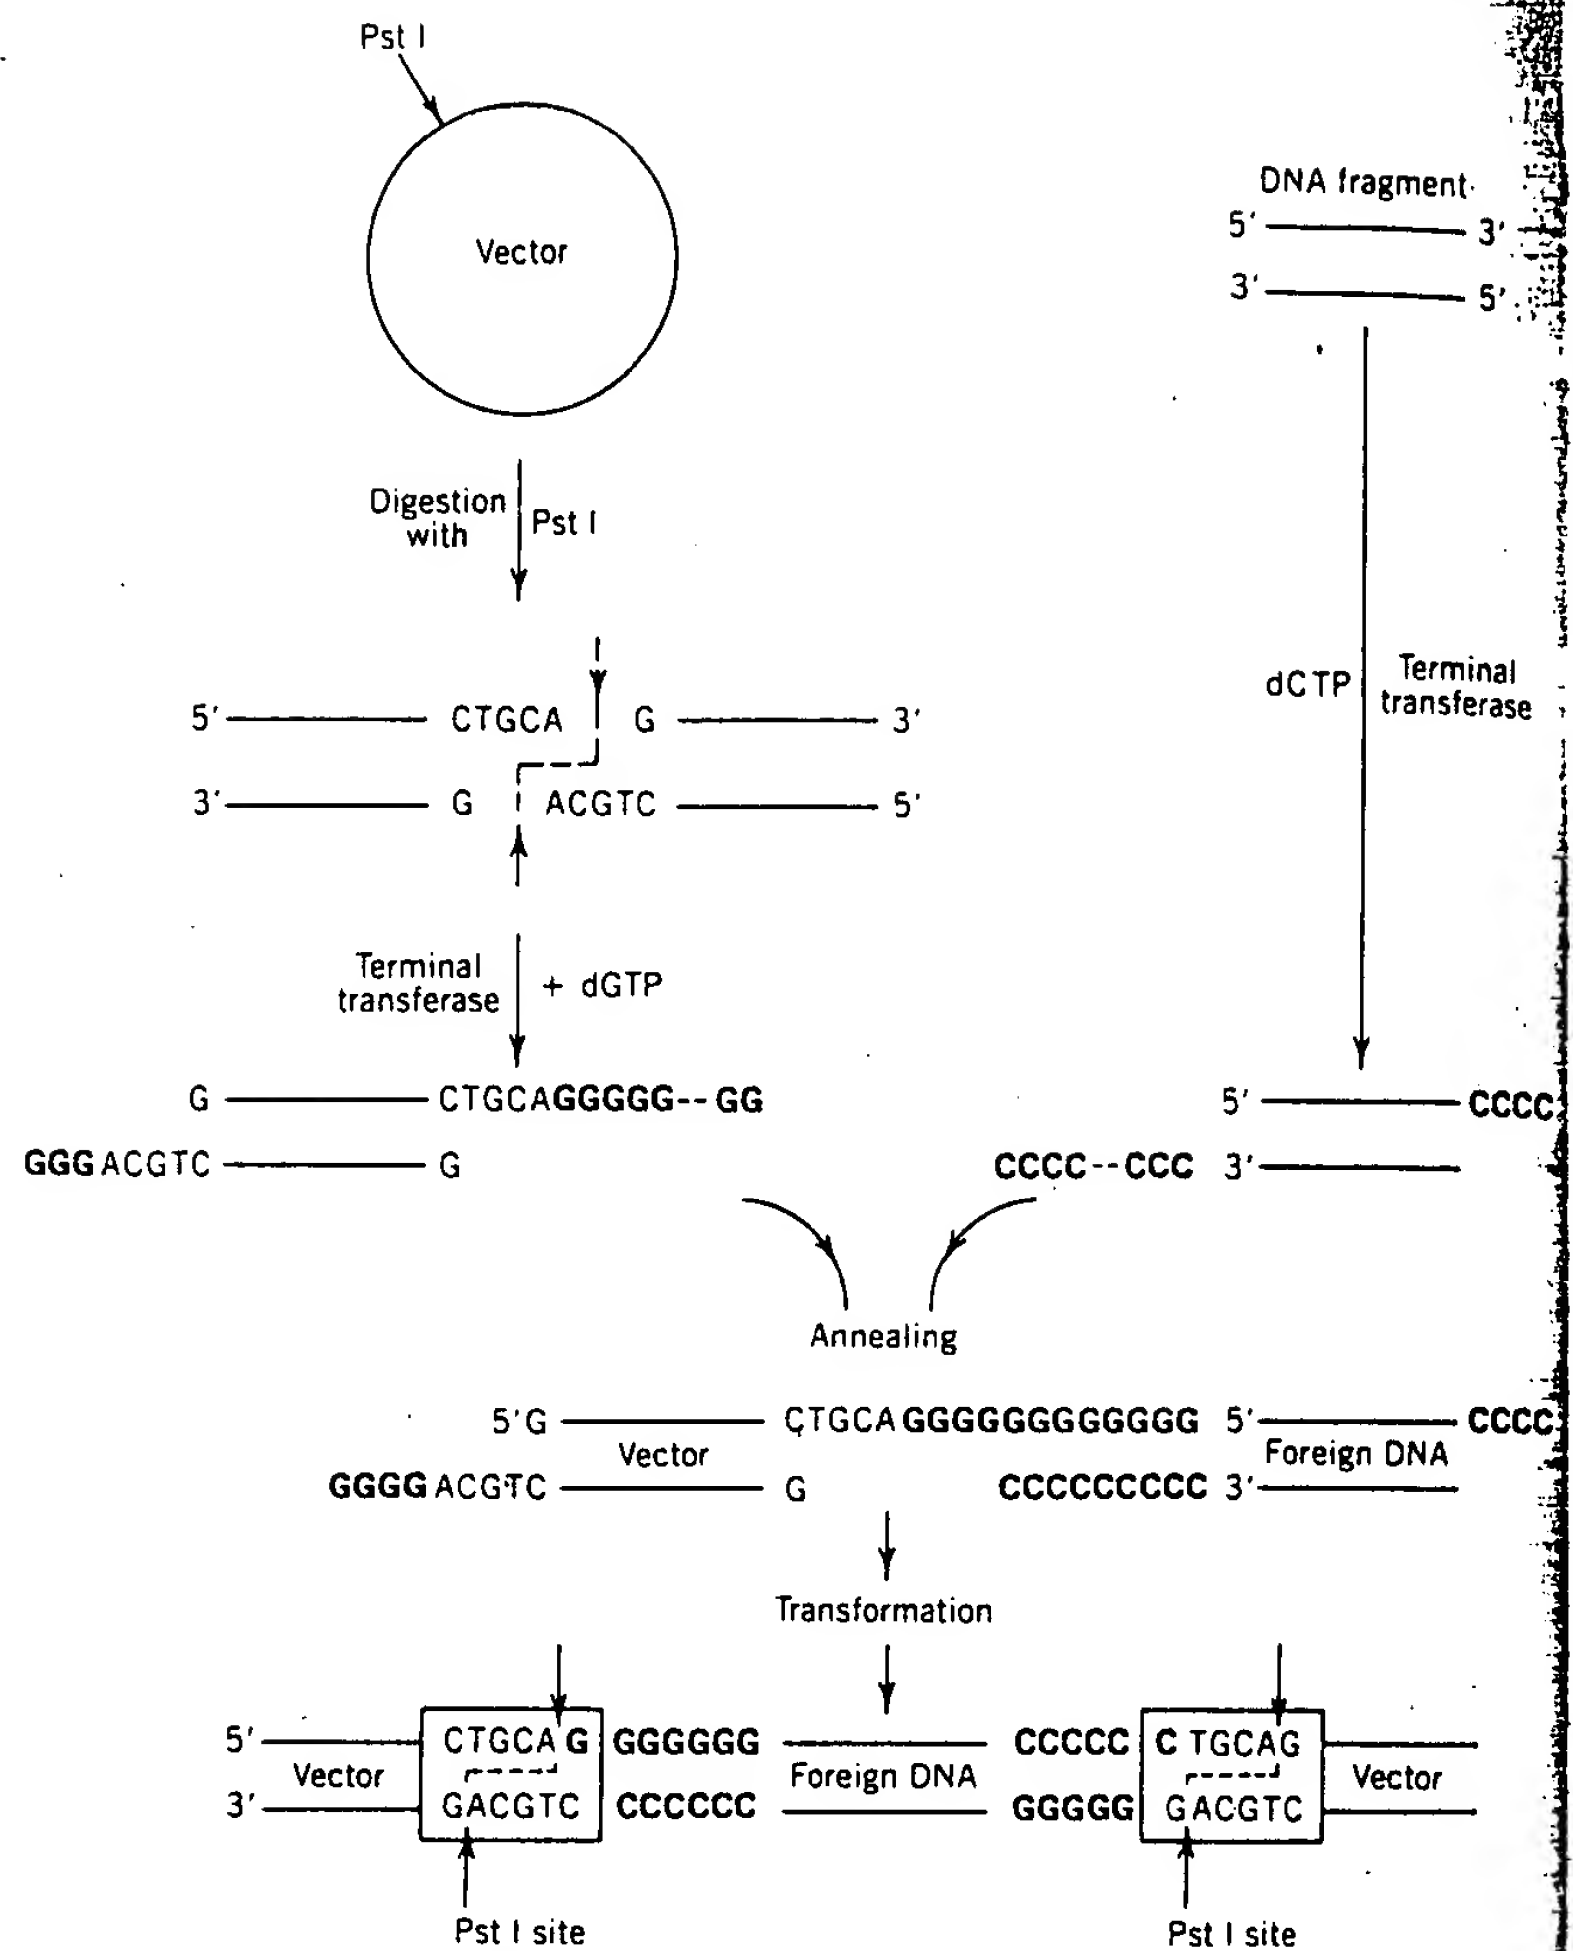 Pst I
Vector
DNA fragment
5' 3'
3' 5'
Digestion
with
Pst I
5' CTGCA G 3'
3' G ACGTC 5'
dCTP
Terminal
transferase
Terminal
transferase
+ dGTP
G CTGCAGGGGG--GG
GGGACGTC G
5' CCCC
CCCC--CCC 3'
Annealing
5'G CTGCAGGGGGGGGGGGG 5' CCCC
Vector
Foreign DNA
GGGGACGTC G CCCCCCCCC 3'
Transformation
5' CTGCAG GGGGGG CCCCC C TGCAG
Vector
Foreign DNA
Vector
3' GACGTC CCCCCC GGGGG GACGTC
Pst I site
Pst I site